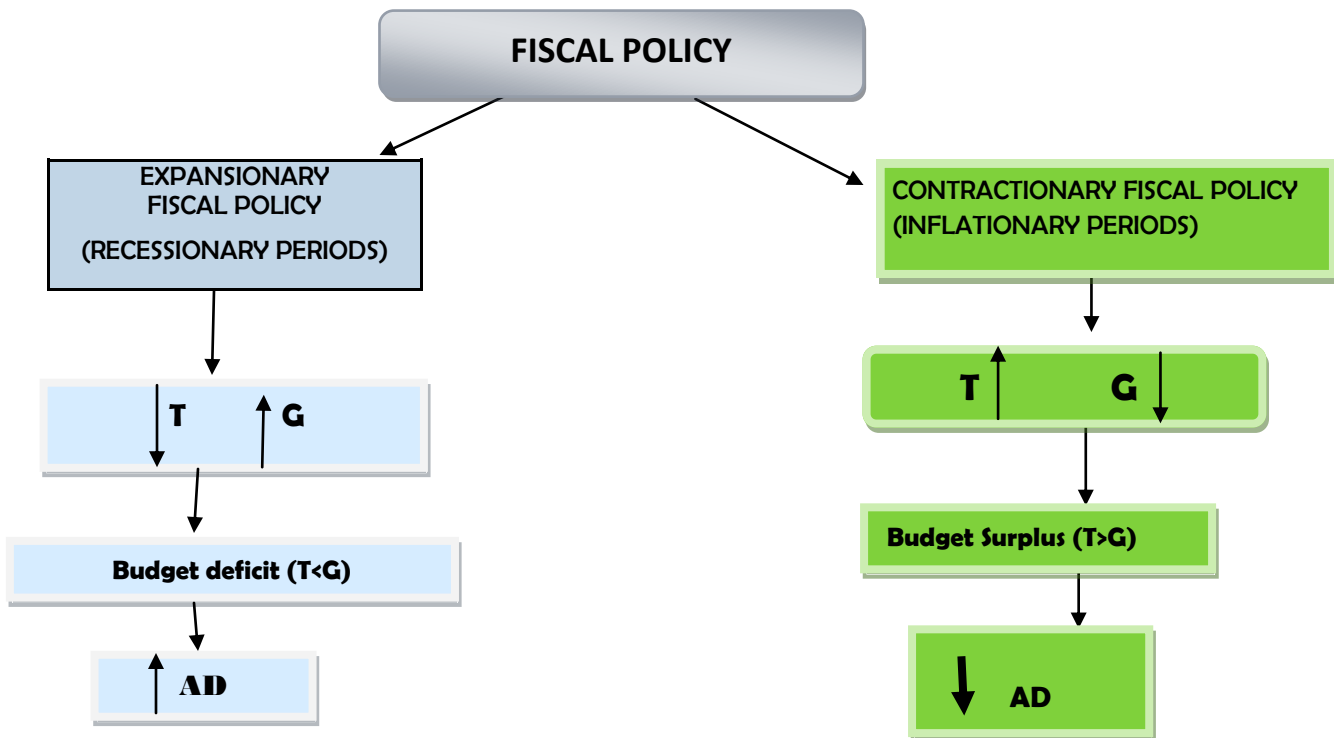 FISCAL POLICY
EXPANSIONARY
FISCAL POLICY
(RECESSIONARY PERIODS)
CONTRACTIONARY FISCAL POLICY
(INFLATIONARY PERIODS)
T G
T G
Budget deficit (T<G)
Budget Surplus (T>G)
AD
AD